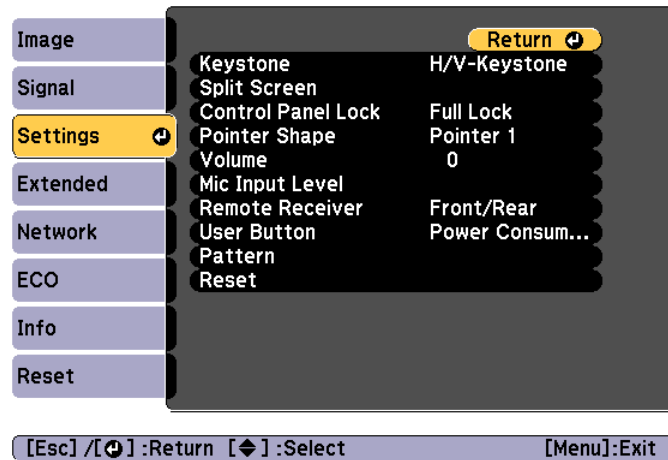 Image
Signal
Settings
Extended
Network
ECO
Info
Reset
Return
Keystone H/V-Keystone
Split Screen
Control Panel Lock Full Lock
Pointer Shape Pointer 1
Volume 0
Mic Input Level
Remote Receiver Front/Rear
User Button Power Consum...
Pattern
Reset
[Esc] /[⏎] :Return [◆] :Select [Menu]:Exit